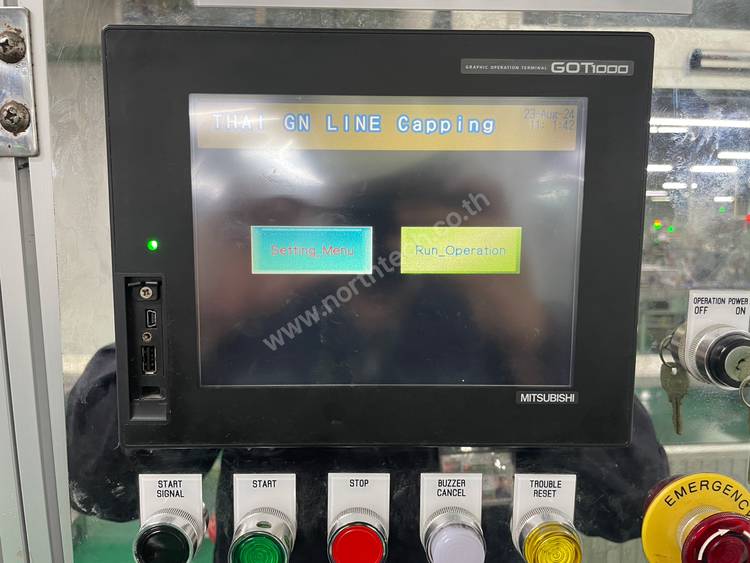 GRAPHIC OPERATION TERMINAL GOT1000
THAI GN LINE Capping
23-Aug-24
11: 1:42
Setting_Menu
Run_Operation
www.northtech.co.th
OPERATION POWER
OFF ON
MITSUBISHI
START SIGNAL
START
STOP
BUZZER CANCEL
TROUBLE RESET
EMERGENC